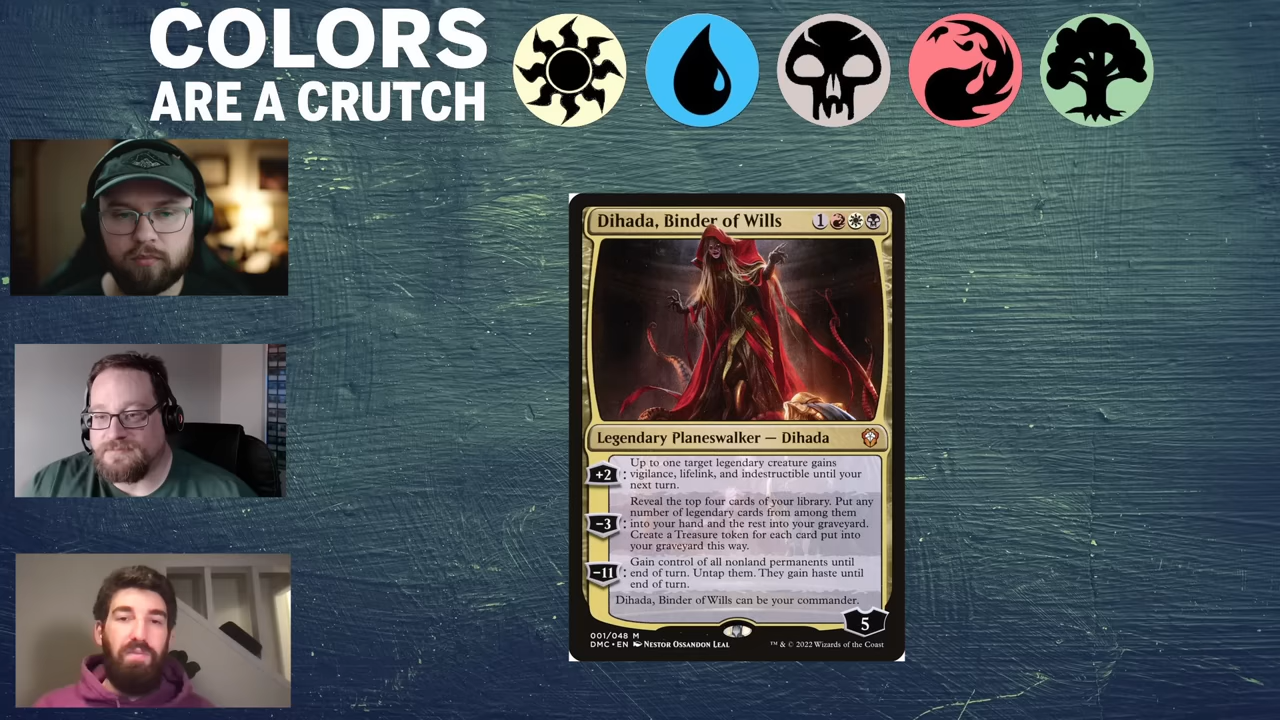 COLORS
ARE A CRUTCH
Dihada, Binder of Wills 1
Legendary Planeswalker — Dihada
+2: Up to one target legendary creature gains
vigilance, lifelink, and indestructible until your
next turn.
−3: Reveal the top four cards of your library. Put any
number of legendary cards from among them
into your hand and the rest into your graveyard.
Create a Treasure token for each card put into
your graveyard this way.
−11: Gain control of all nonland permanents until
end of turn. Untap them. They gain haste until
end of turn.
Dihada, Binder of Wills can be your commander.
5
001/048 M
DMC • EN Nestor Ossandon Leal
™ & © 2022 Wizards of the Coast